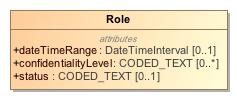 Role
attributes
+dateTimeRange : DateTimeInterval [0..1]
+confidentialityLevel: CODED_TEXT [0..*]
+status : CODED_TEXT [0..1]